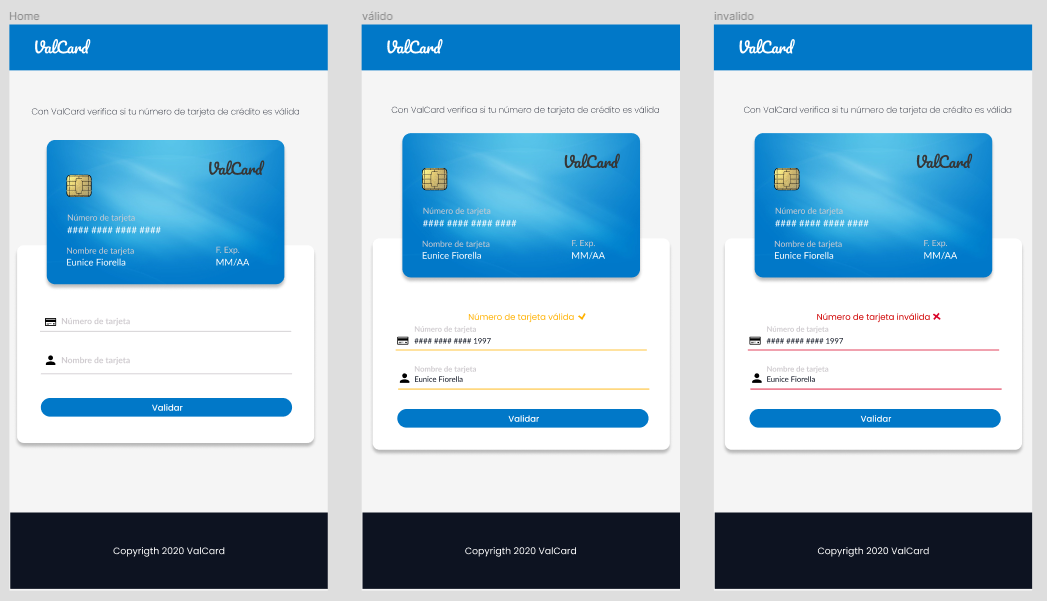 Home
ValCard
Con ValCard verifica si tu número de tarjeta de crédito es válida
ValCard
Número de tarjeta
#### #### #### ####
Nombre de tarjeta
F. Exp.
Eunice Fiorella
MM/AA
Número de tarjeta
Nombre de tarjeta
Validar
Copyrigth 2020 ValCard
válido
ValCard
Con ValCard verifica si tu número de tarjeta de crédito es válida
ValCard
Número de tarjeta
#### #### #### ####
Nombre de tarjeta
F. Exp.
Eunice Fiorella
MM/AA
Número de tarjeta válida
Número de tarjeta
#### #### #### 1997
Nombre de tarjeta
Eunice Fiorella
Validar
Copyrigth 2020 ValCard
invalido
ValCard
Con ValCard verifica si tu número de tarjeta de crédito es válida
ValCard
Número de tarjeta
#### #### #### ####
Nombre de tarjeta
F. Exp.
Eunice Fiorella
MM/AA
Número de tarjeta inválida
Número de tarjeta
#### #### #### 1997
Nombre de tarjeta
Eunice Fiorella
Validar
Copyrigth 2020 ValCard